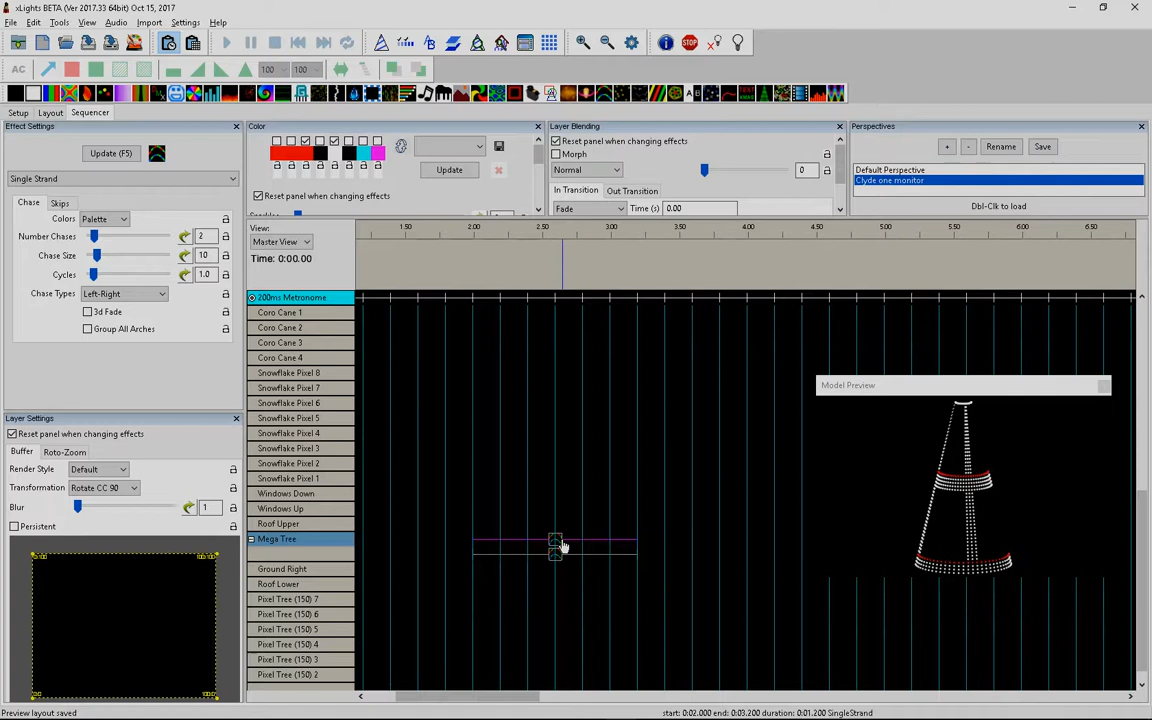 xLights BETA (Ver 2017.33 64bit) Oct 15, 2017
File Edit Tools View Audio Import Settings Help
AC 100 100
Setup Layout Sequencer
Effect Settings
Update (F5)
Single Strand
Chase Skips
Colors Palette
Number Chases 2
Chase Size 10
Cycles 1.0
Chase Types Left-Right
3d Fade
Group All Arches
Layer Settings
Reset panel when changing effects
Buffer Roto-Zoom
Render Style Default
Transformation Rotate CC 90
Blur 1
Persistent
Color
Update
Reset panel when changing effects
Layer Blending
Reset panel when changing effects
Morph
Normal 0
In Transition Out Transition
Fade Time (s) 0.00
Perspectives
+ - Rename Save
Default Perspective
Clyde one monitor
Dbl-Clk to load
View:
Master View
Time: 0:00.00
1.50 2.00 2.50 3.00 3.50 4.00 4.50 5.00 5.50 6.00 6.50
200ms Metronome
Coro Cane 1
Coro Cane 2
Coro Cane 3
Coro Cane 4
Snowflake Pixel 8
Snowflake Pixel 7
Snowflake Pixel 6
Snowflake Pixel 5
Snowflake Pixel 4
Snowflake Pixel 3
Snowflake Pixel 2
Snowflake Pixel 1
Windows Down
Windows Up
Roof Upper
Mega Tree
Ground Right
Roof Lower
Pixel Tree (150) 7
Pixel Tree (150) 6
Pixel Tree (150) 5
Pixel Tree (150) 4
Pixel Tree (150) 3
Pixel Tree (150) 2
Model Preview
Preview layout saved
start: 0:02.000 end: 0:03.200 duration: 0:01.200 SingleStrand